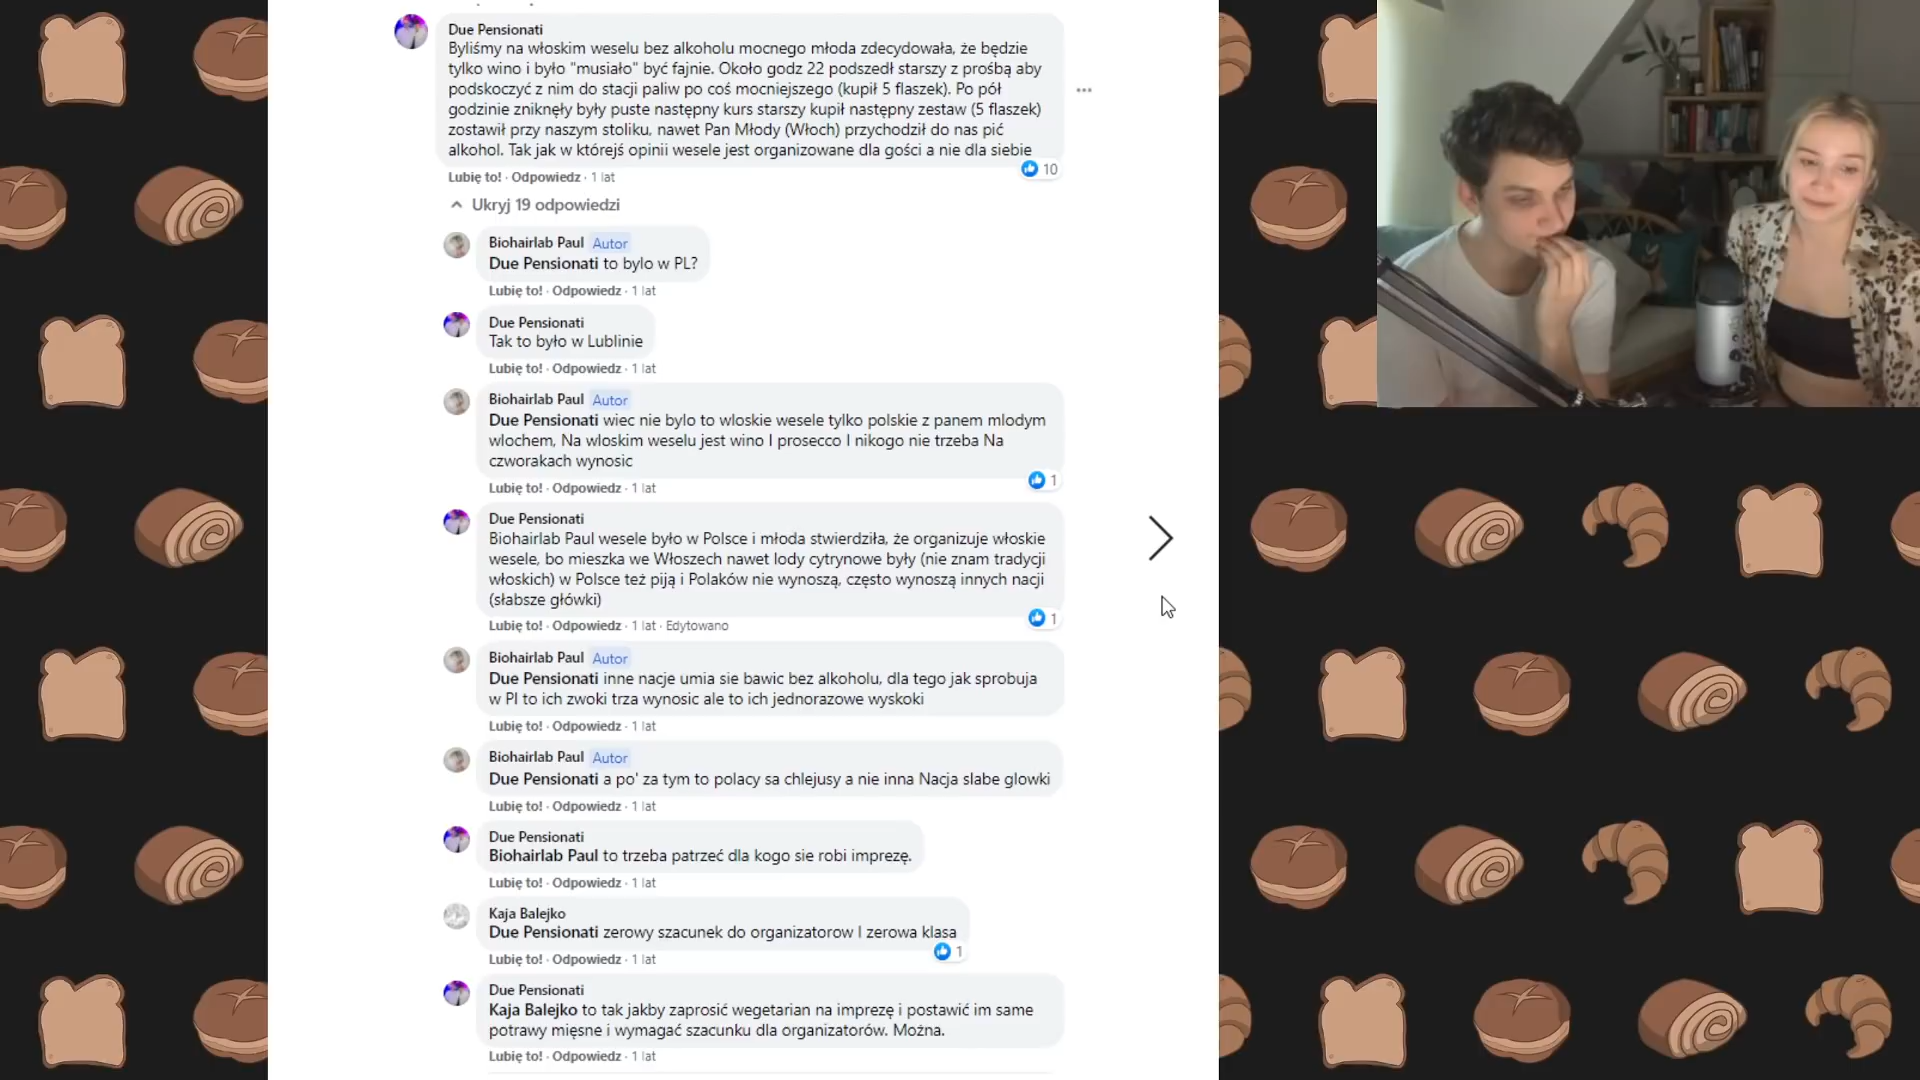 Due Pensionati
Byliśmy na włoskim weselu bez alkoholu mocnego młoda zdecydowała, że będzie
tylko wino i było "musiało" być fajnie. Około godz 22 podszedł starszy z prośbą aby
podskoczyć z nim do stacji paliw po coś mocniejszego (kupił 5 flaszek). Po pół
godzinie zniknęły były puste następny kurs starszy kupił następny zestaw (5 flaszek)
zostawił przy naszym stoliku, nawet Pan Młody (Włoch) przychodził do nas pić
alkohol. Tak jak w którejś opinii wesele jest organizowane dla gości a nie dla siebie
10
Lubię to! · Odpowiedz · 1 lat
Ukryj 19 odpowiedzi
Biohairlab Paul Autor
Due Pensionati to bylo w PL?
Lubię to! · Odpowiedz · 1 lat
Due Pensionati
Tak to było w Lublinie
Lubię to! · Odpowiedz · 1 lat
Biohairlab Paul Autor
Due Pensionati wiec nie bylo to wloskie wesele tylko polskie z panem mlodym
wlochem, Na wloskim weselu jest wino I prosecco I nikogo nie trzeba Na
czworakach wynosic
1
Lubię to! · Odpowiedz · 1 lat
Due Pensionati
Biohairlab Paul wesele było w Polsce i młoda stwierdziła, że organizuje włoskie
wesele, bo mieszka we Włoszech nawet lody cytrynowe były (nie znam tradycji
włoskich) w Polsce też piją i Polaków nie wynoszą, często wynoszą innych nacji
(słabsze główki)
1
Lubię to! · Odpowiedz · 1 lat · Edytowano
Biohairlab Paul Autor
Due Pensionati inne nacje umia sie bawic bez alkoholu, dla tego jak sprobuja
w Pl to ich zwoki trza wynosic ale to ich jednorazowe wyskoki
Lubię to! · Odpowiedz · 1 lat
Biohairlab Paul Autor
Due Pensionati a po' za tym to polacy sa chlejusy a nie inna Nacja slabe glowki
Lubię to! · Odpowiedz · 1 lat
Due Pensionati
Biohairlab Paul to trzeba patrzeć dla kogo sie robi imprezę.
Lubię to! · Odpowiedz · 1 lat
Kaja Balejko
Due Pensionati zerowy szacunek do organizatorow I zerowa klasa
1
Lubię to! · Odpowiedz · 1 lat
Due Pensionati
Kaja Balejko to tak jakby zaprosić wegetarian na imprezę i postawić im same
potrawy mięsne i wymagać szacunku dla organizatorów. Można.
Lubię to! · Odpowiedz · 1 lat